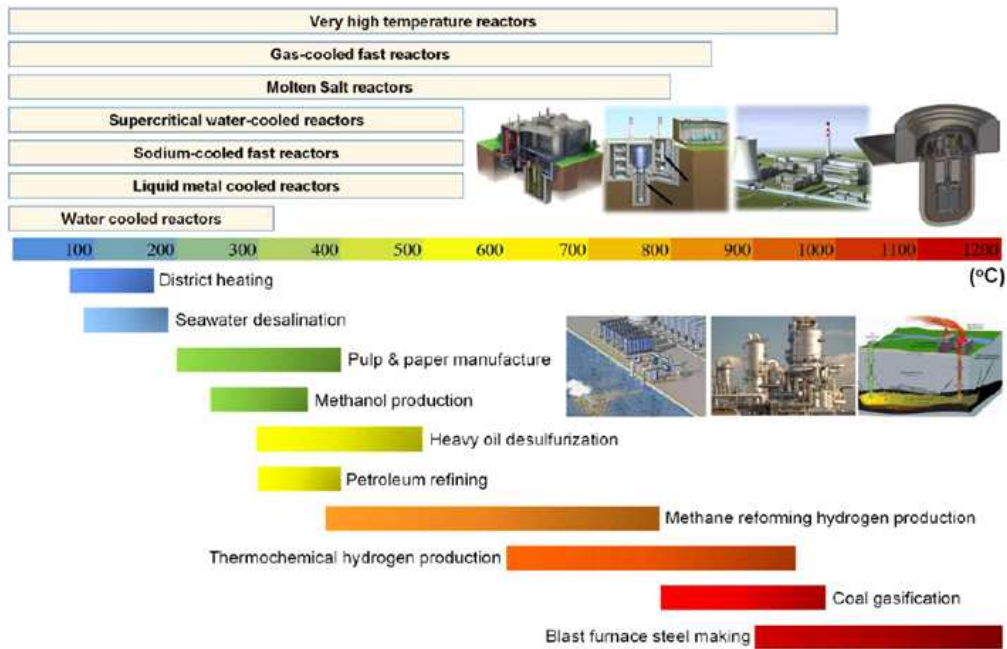 Very high temperature reactors
Gas-cooled fast reactors
Molten Salt reactors
Supercritical water-cooled reactors
Sodium-cooled fast reactors
Liquid metal cooled reactors
Water cooled reactors
100 200 300 400 500 600 700 800 900 1000 1100 1200
(°C)
District heating
Seawater desalination
Pulp & paper manufacture
Methanol production
Heavy oil desulfurization
Petroleum refining
Methane reforming hydrogen production
Thermochemical hydrogen production
Coal gasification
Blast furnace steel making